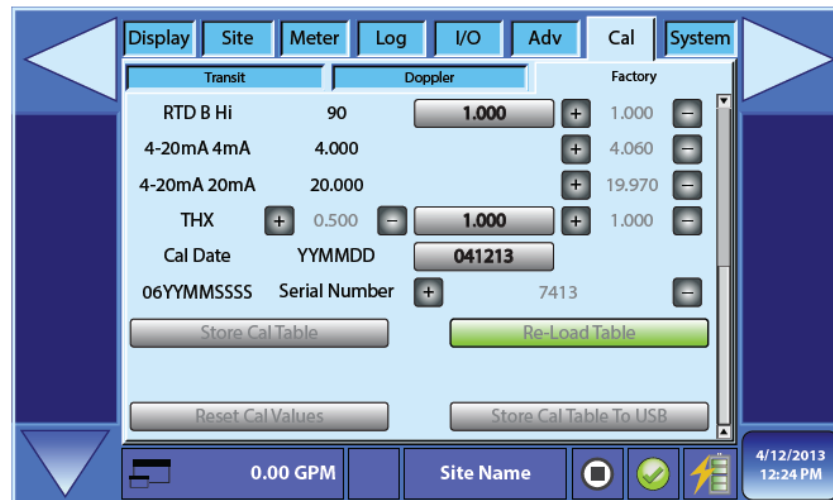 Display Site Meter Log I/O Adv Cal System
Transit Doppler Factory
RTD B Hi 90 1.000 + 1.000 −
4-20mA 4mA 4.000 + 4.060 −
4-20mA 20mA 20.000 + 19.970 −
THX + 0.500 − 1.000 + 1.000 −
Cal Date YYMMDD 041213
06YYMMSSSS Serial Number + 7413 −
Store Cal Table Re-Load Table
Reset Cal Values Store Cal Table To USB
0.00 GPM Site Name
4/12/2013
12:24 PM